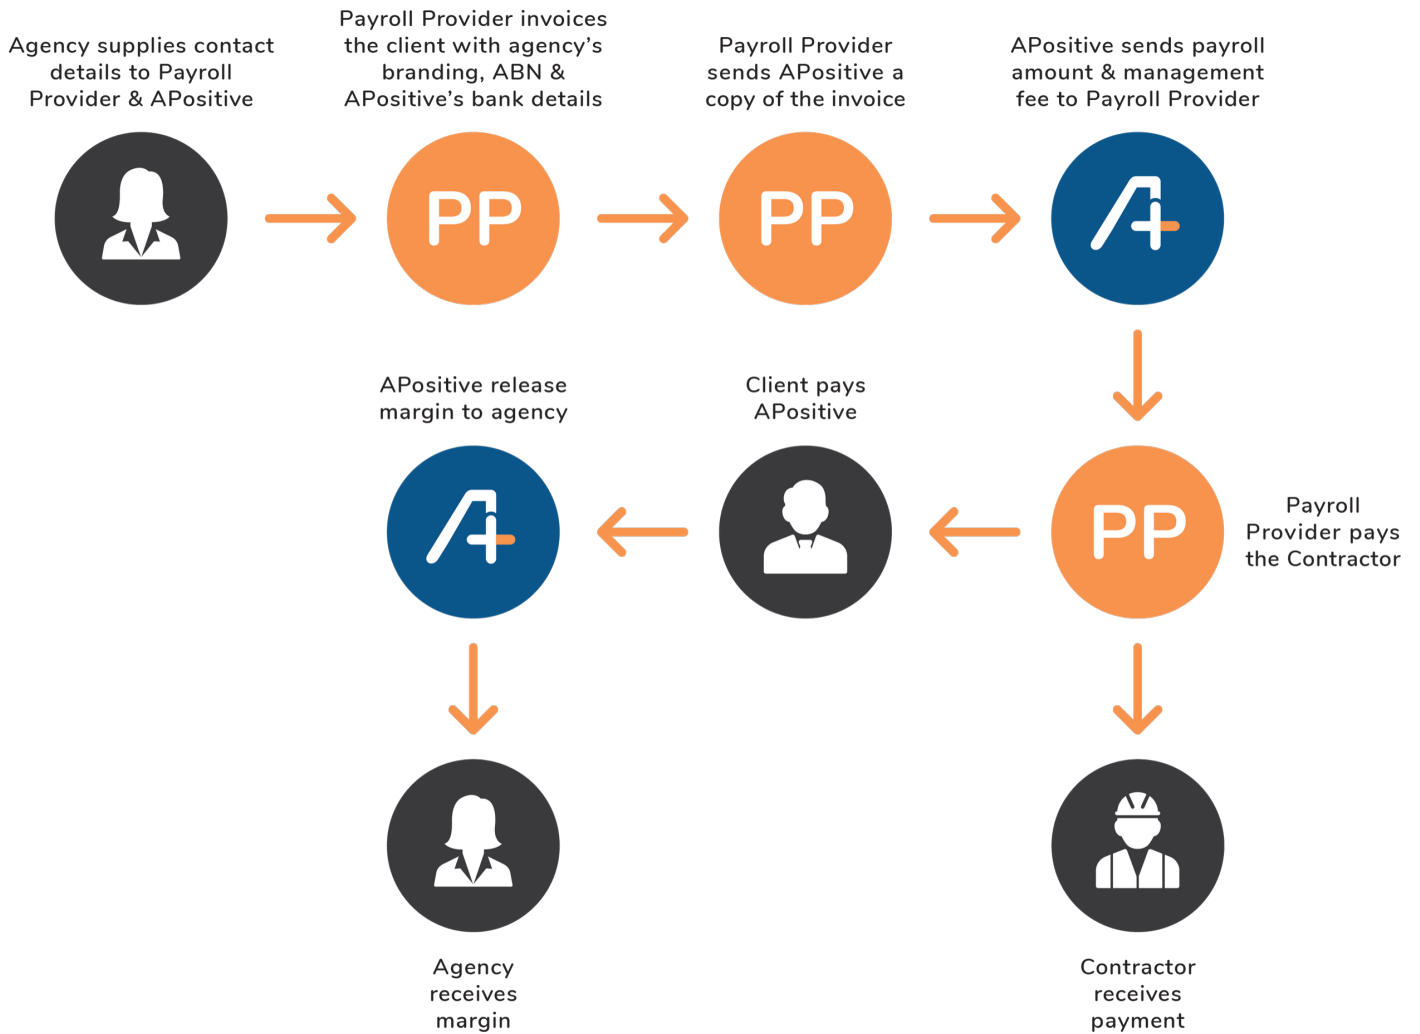 Agency supplies contact
details to Payroll
Provider & APositive
Payroll Provider invoices
the client with agency's
branding, ABN &
APositive's bank details
Payroll Provider
sends APositive a
copy of the invoice
APositive sends payroll
amount & management
fee to Payroll Provider
PP
PP
A+
APositive release
margin to agency
Client pays
APositive
A+
PP
Payroll
Provider pays
the Contractor
Agency
receives
margin
Contractor
receives
payment